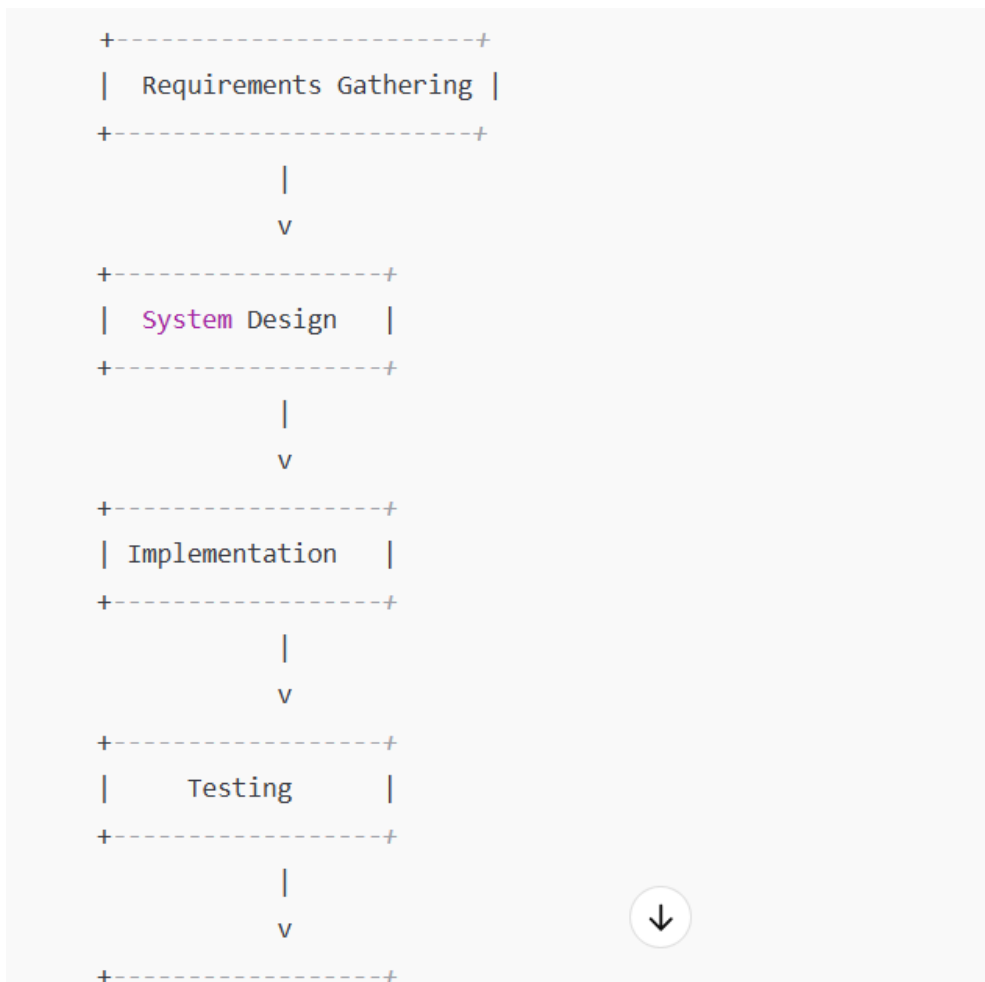 +------------------------+
|  Requirements Gathering |
+------------------------+
            |
            v
+------------------+
|  System Design   |
+------------------+
            |
            v
+------------------+
| Implementation   |
+------------------+
            |
            v
+------------------+
|     Testing      |
+------------------+
            |
            v
+------------------+